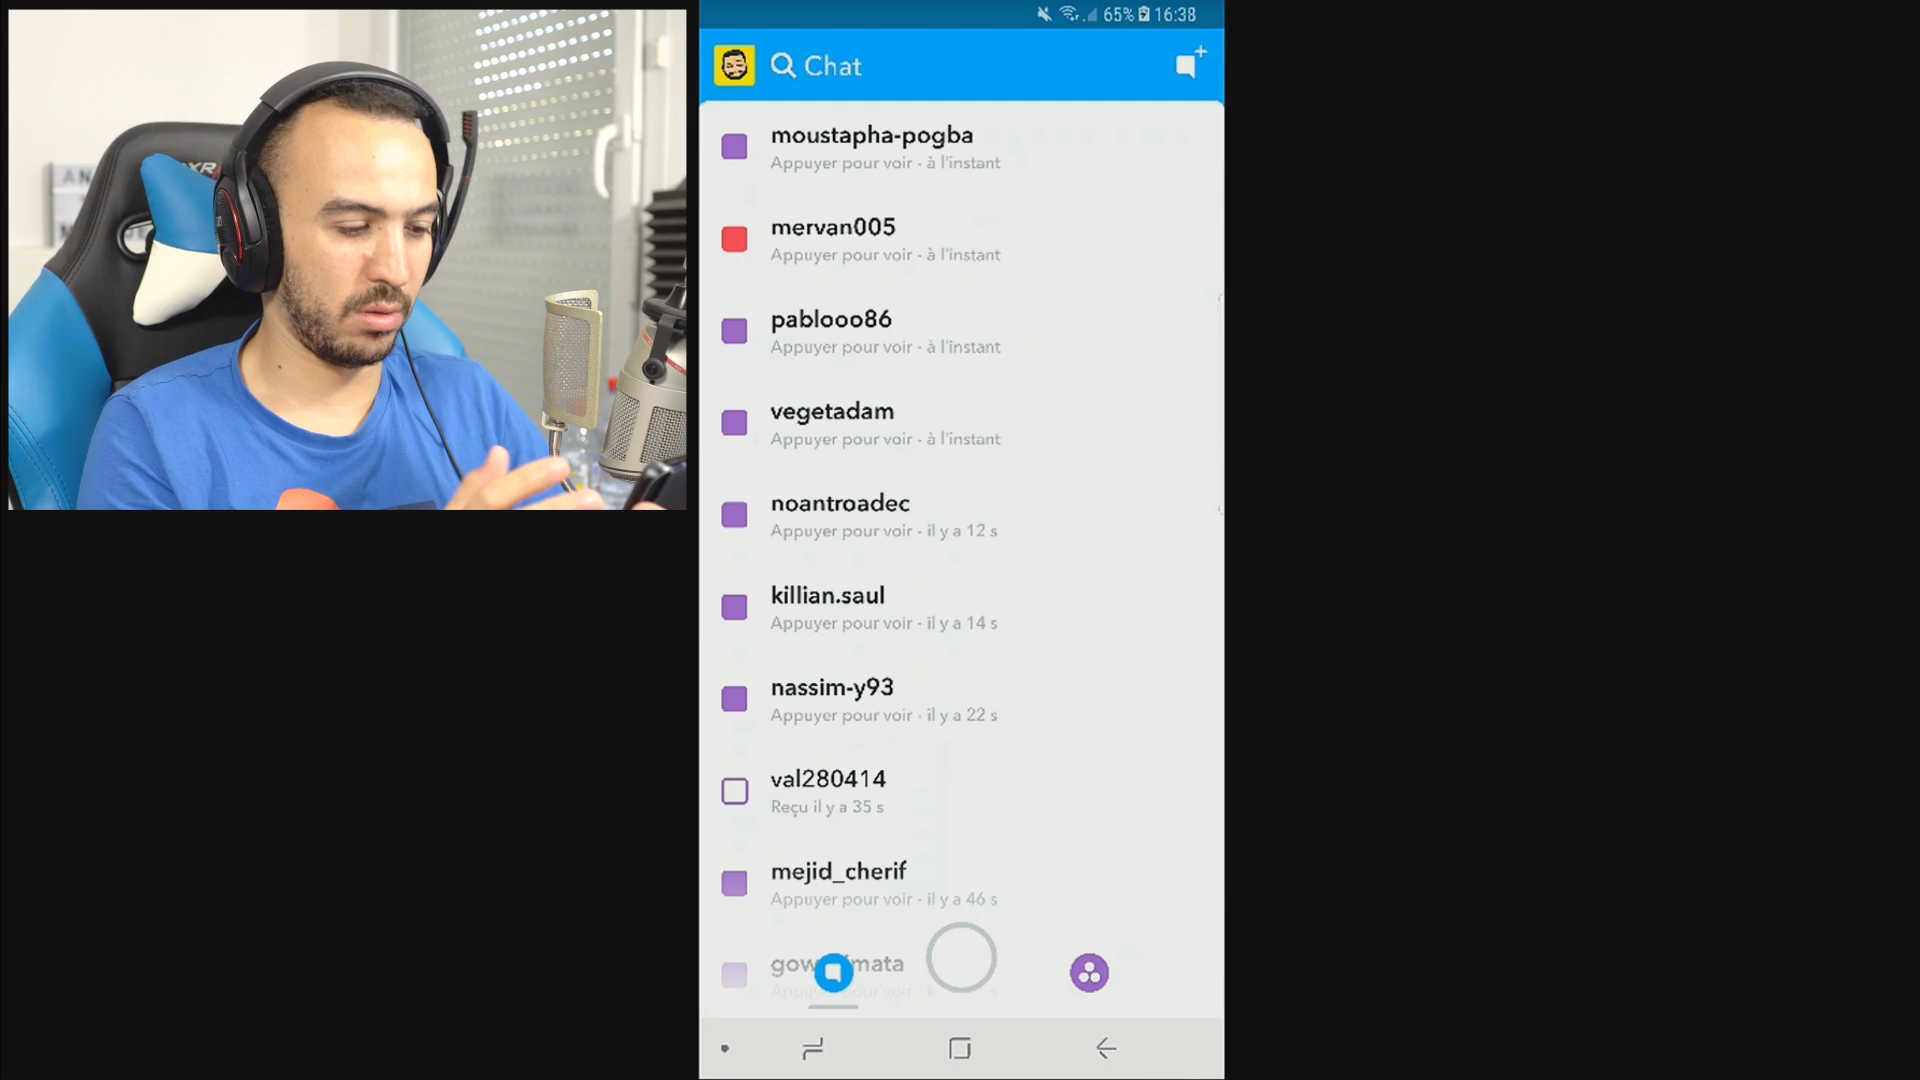 65% 16:38
Chat
moustapha-pogba
Appuyer pour voir - à l'instant
mervan005
Appuyer pour voir - à l'instant
pablooo86
Appuyer pour voir - à l'instant
vegetadam
Appuyer pour voir - à l'instant
noantroadec
Appuyer pour voir - il y a 12 s
killian.saul
Appuyer pour voir - il y a 14 s
nassim-y93
Appuyer pour voir - il y a 22 s
val280414
Reçu il y a 35 s
mejid_cherif
Appuyer pour voir - il y a 46 s